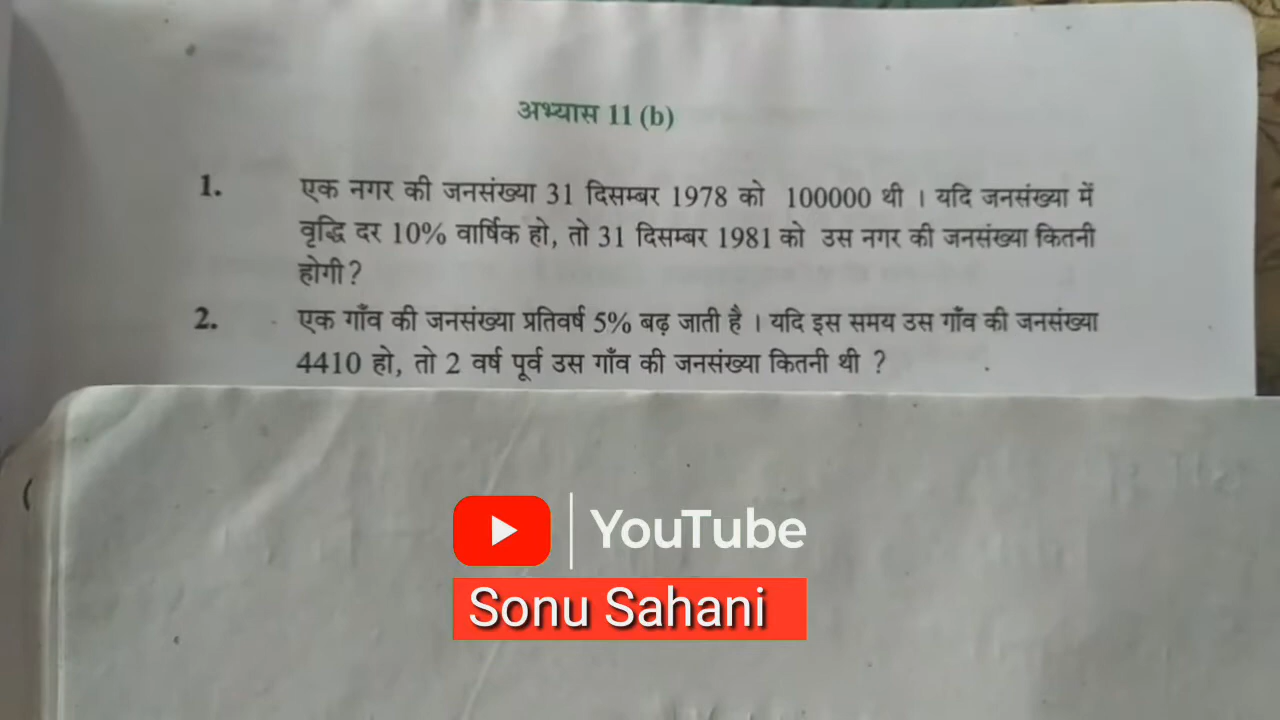 अभ्यास 11 (b)
1. एक नगर की जनसंख्या 31 दिसम्बर 1978 को 100000 थी । यदि जनसंख्या में
वृद्धि दर 10% वार्षिक हो, तो 31 दिसम्बर 1981 को उस नगर की जनसंख्या कितनी
होगी ?
2. एक गाँव की जनसंख्या प्रतिवर्ष 5% बढ़ जाती है । यदि इस समय उस गाँव की जनसंख्या
4410 हो, तो 2 वर्ष पूर्व उस गाँव की जनसंख्या कितनी थी ?
YouTube
Sonu Sahani